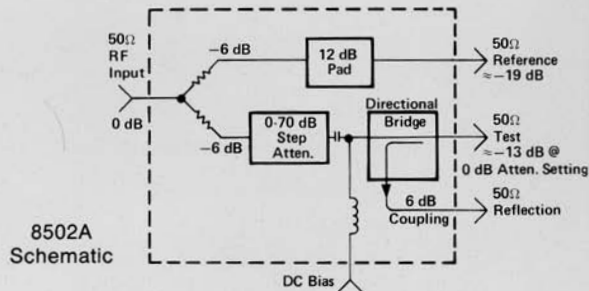 50Ω
RF
Input
0 dB
−6 dB
12 dB
Pad
50Ω
Reference
≈−19 dB
−6 dB
0-70 dB
Step
Atten.
Directional
Bridge
50Ω
Test
≈−13 dB @
0 dB Atten. Setting
6 dB
Coupling
50Ω
Reflection
8502A
Schematic
DC Bias